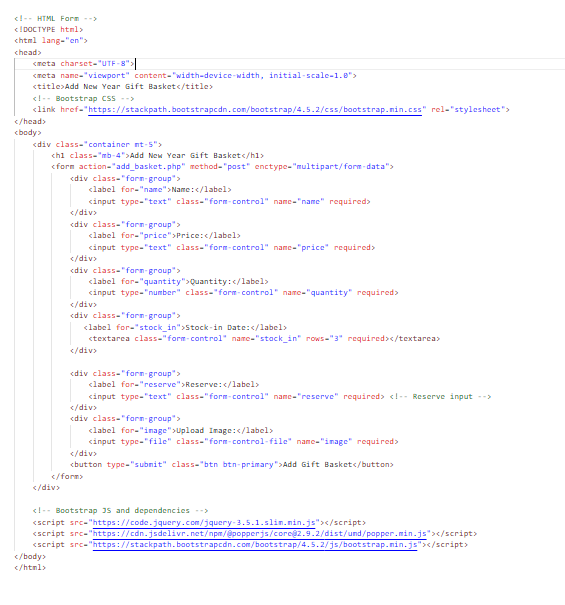 <!-- HTML Form -->
<!DOCTYPE html>
<html lang="en">
<head>
<meta charset="UTF-8">
<meta name="viewport" content="width=device-width, initial-scale=1.0">
<title>Add New Year Gift Basket</title>
<!-- Bootstrap CSS -->
<link href="https://stackpath.bootstrapcdn.com/bootstrap/4.5.2/css/bootstrap.min.css" rel="stylesheet">
</head>
<body>
<div class="container mt-5">
<h1 class="mb-4">Add New Year Gift Basket</h1>
<form action="add_basket.php" method="post" enctype="multipart/form-data">
<div class="form-group">
<label for="name">Name:</label>
<input type="text" class="form-control" name="name" required>
</div>
<div class="form-group">
<label for="price">Price:</label>
<input type="text" class="form-control" name="price" required>
</div>
<div class="form-group">
<label for="quantity">Quantity:</label>
<input type="number" class="form-control" name="quantity" required>
</div>
<div class="form-group">
<label for="stock_in">Stock-in Date:</label>
<textarea class="form-control" name="stock_in" rows="3" required></textarea>
</div>
<div class="form-group">
<label for="reserve">Reserve:</label>
<input type="text" class="form-control" name="reserve" required> <!-- Reserve input -->
</div>
<div class="form-group">
<label for="image">Upload Image:</label>
<input type="file" class="form-control-file" name="image" required>
</div>
<button type="submit" class="btn btn-primary">Add Gift Basket</button>
</form>
</div>
<!-- Bootstrap JS and dependencies -->
<script src="https://code.jquery.com/jquery-3.5.1.slim.min.js"></script>
<script src="https://cdn.jsdelivr.net/npm/@popperjs/core@2.9.2/dist/umd/popper.min.js"></script>
<script src="https://stackpath.bootstrapcdn.com/bootstrap/4.5.2/js/bootstrap.min.js"></script>
</body>
</html>